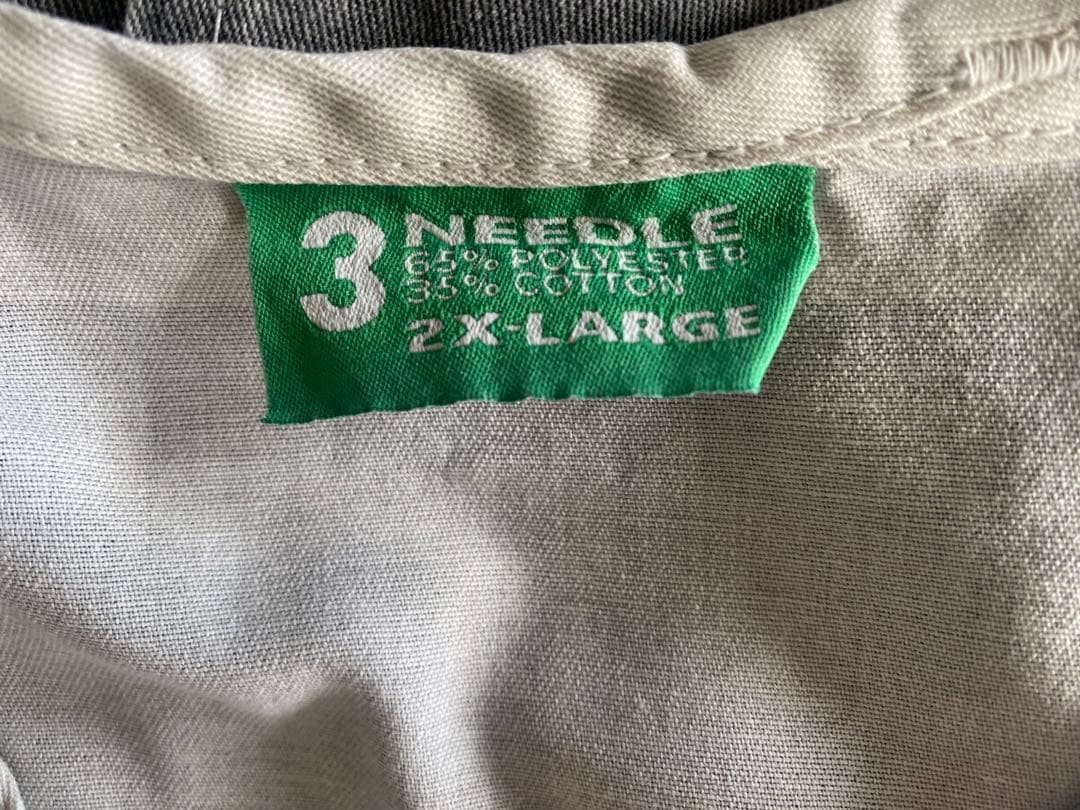 3 NEEDLE
65% POLYESTER
35% COTTON
2X-LARGE